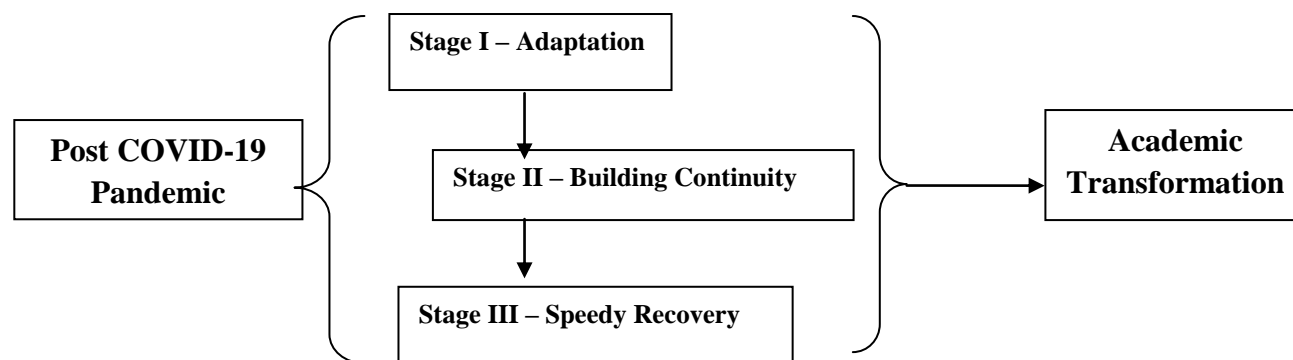 Stage I – Adaptation
Post COVID-19
Pandemic
Stage II – Building Continuity
Stage III – Speedy Recovery
Academic
Transformation